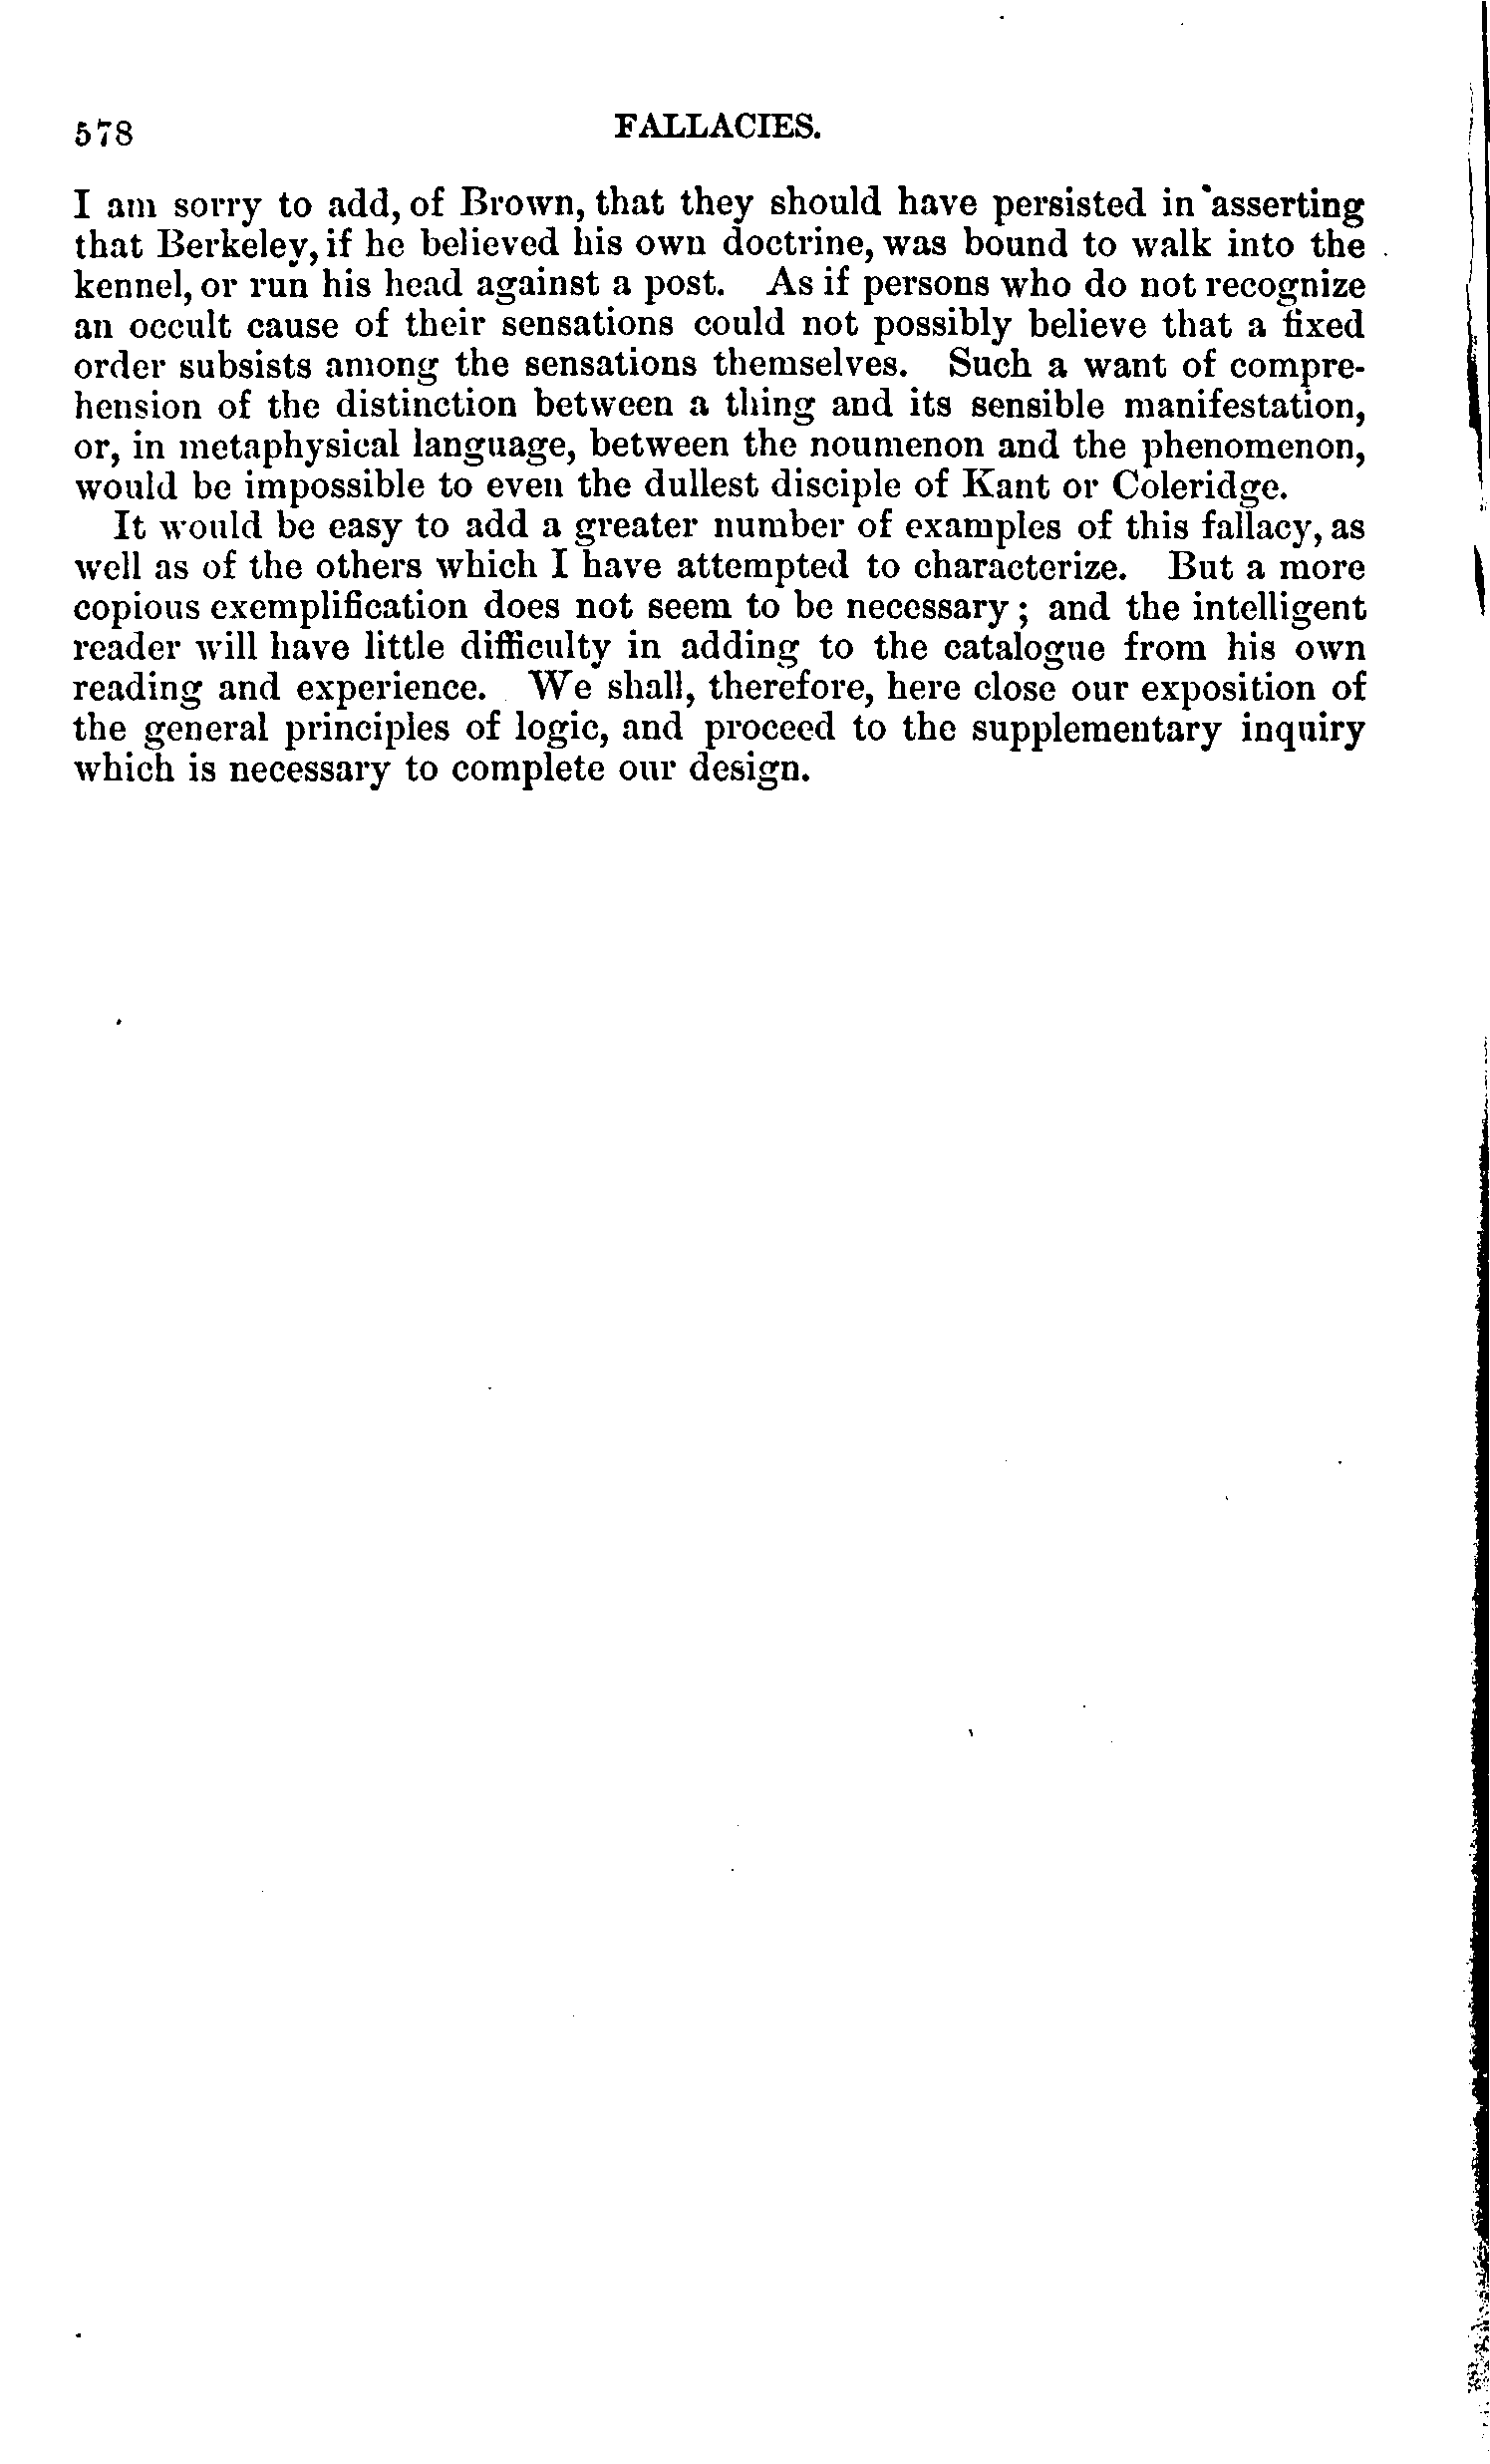 578 FALLACIES.
I am sorry to add, of Brown, that they should have persisted in asserting
that Berkeley, if he believed his own doctrine, was bound to walk into the
kennel, or run his head against a post. As if persons who do not recognize
an occult cause of their sensations could not possibly believe that a fixed
order subsists among the sensations themselves. Such a want of compre-
hension of the distinction between a thing and its sensible manifestation,
or, in metaphysical language, between the noumenon and the phenomenon,
would be impossible to even the dullest disciple of Kant or Coleridge.
It would be easy to add a greater number of examples of this fallacy, as
well as of the others which I have attempted to characterize. But a more
copious exemplification does not seem to be necessary; and the intelligent
reader will have little difficulty in adding to the catalogue from his own
reading and experience. We shall, therefore, here close our exposition of
the general principles of logic, and proceed to the supplementary inquiry
which is necessary to complete our design.